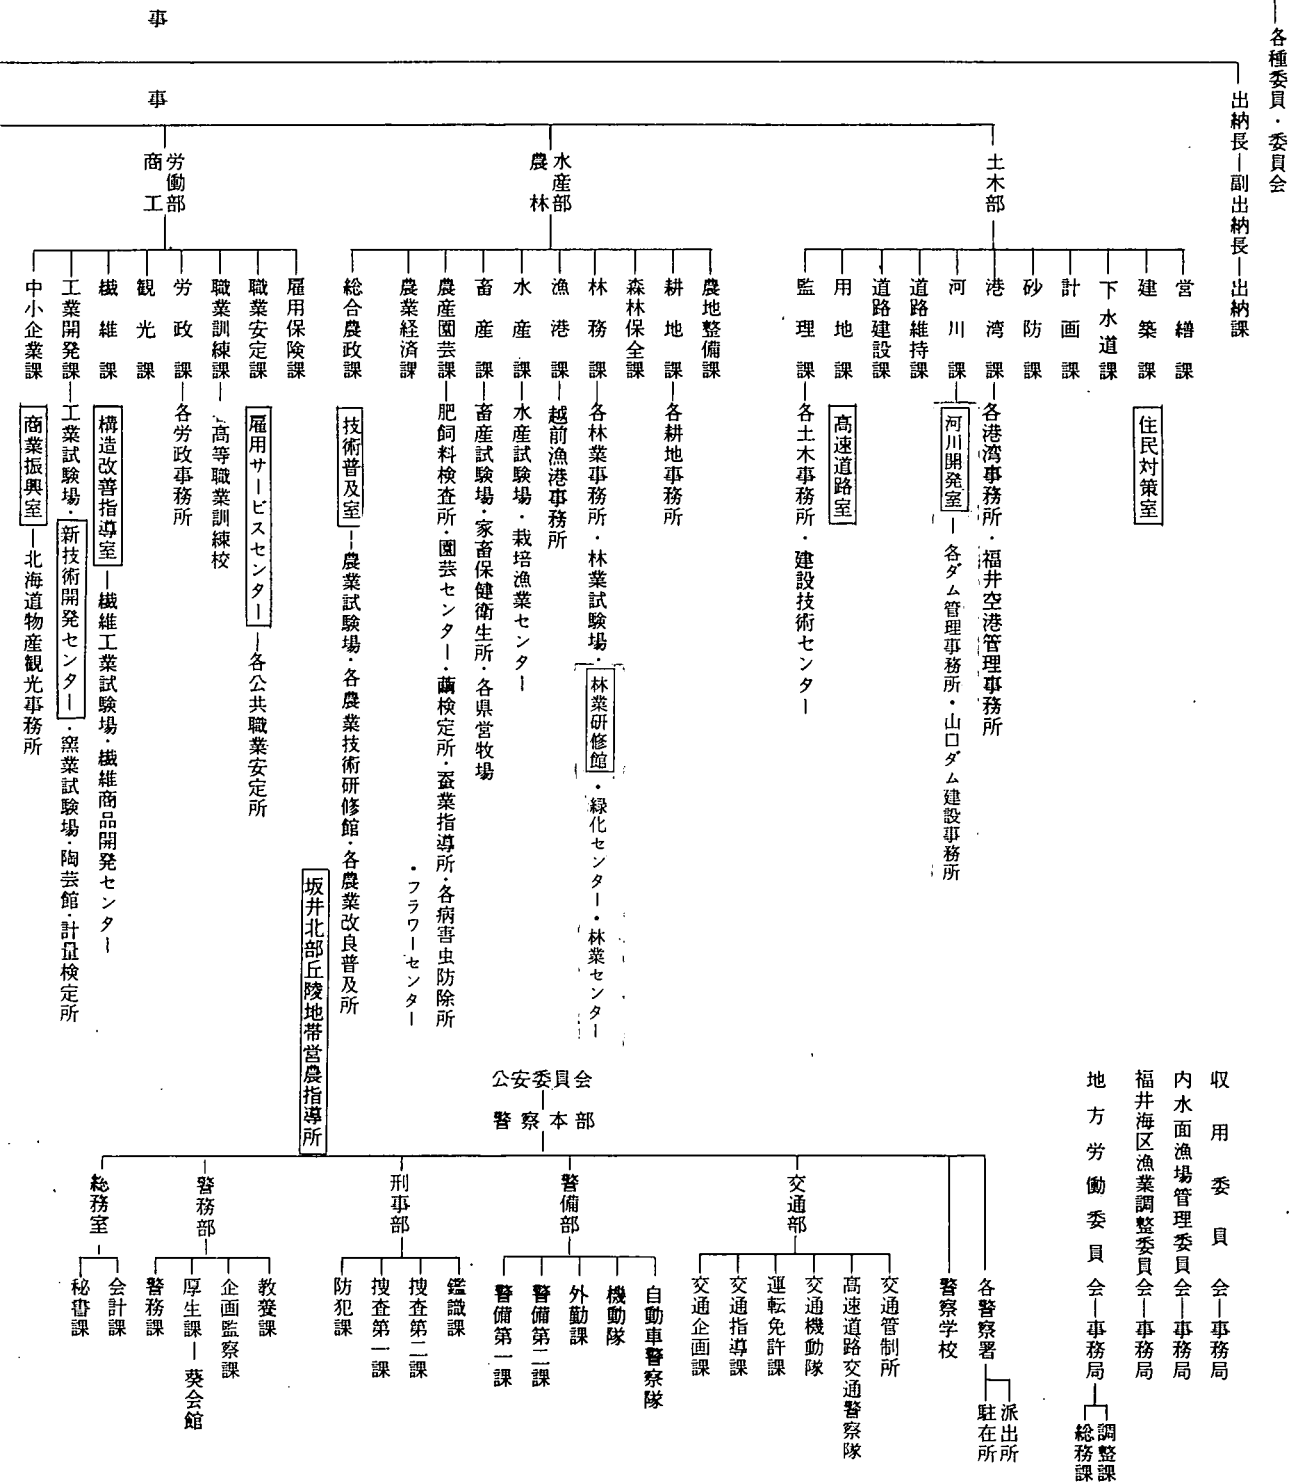 各種委員・委員会
出納長―副出納長―出納課
事
事
土木部
農林水産部
商工労働部
営繕課
建築課
住民対策室
下水道課
計画課
砂防課
港湾課―各港湾事務所・福井空港管理事務所
河川課
河川開発室―各ダム管理事務所・山口ダム建設事務所
道路維持課
道路建設課
用地課
高速道路室
監理課―各土木事務所・建設技術センター
農地整備課
耕地課―各耕地事務所
森林保全課
林務課―各林業事務所・林業試験場・林業研修館・緑化センター・林業センター
漁港課―越前漁港事務所
水産課―水産試験場・栽培漁業センター
畜産課―畜産試験場・家畜保健衛生所・各県営牧場
農産園芸課―肥飼料検査所・園芸センター・繭検定所・蚕業指導所・各病害虫防除所
・フラワーセンター
農業経済課
総合農政課
技術普及室―農業試験場・各農業技術研修館・各農業改良普及所
坂井北部丘陵地帯営農指導所
雇用保険課
職業安定課
雇用サービスセンター―各公共職業安定所
職業訓練課―高等職業訓練校
労政課―各労政事務所
観光課
繊維課
構造改善指導室―繊維工業試験場・繊維商品開発センター
工業開発課―工業試験場・新技術開発センター・窯業試験場・陶芸館・計量検定所
中小企業課
商業振興室―北海道物産観光事務所
収用委員会―事務局
内水面漁場管理委員会―事務局
福井海区漁業調整委員会―事務局
地方労働委員会―事務局
調整課
総務課
公安委員会
警察本部
各警察署
派出所
駐在所
警察学校
交通部
交通管制所
高速道路交通警察隊
交通機動隊
運転免許課
交通指導課
交通企画課
警備部
自動車警察隊
機動隊
外勤課
警備第二課
警備第一課
刑事部
鑑識課
捜査第二課
捜査第一課
防犯課
警務部
教養課
企画監察課
厚生課―葵会館
警務課
総務室
会計課
秘書課